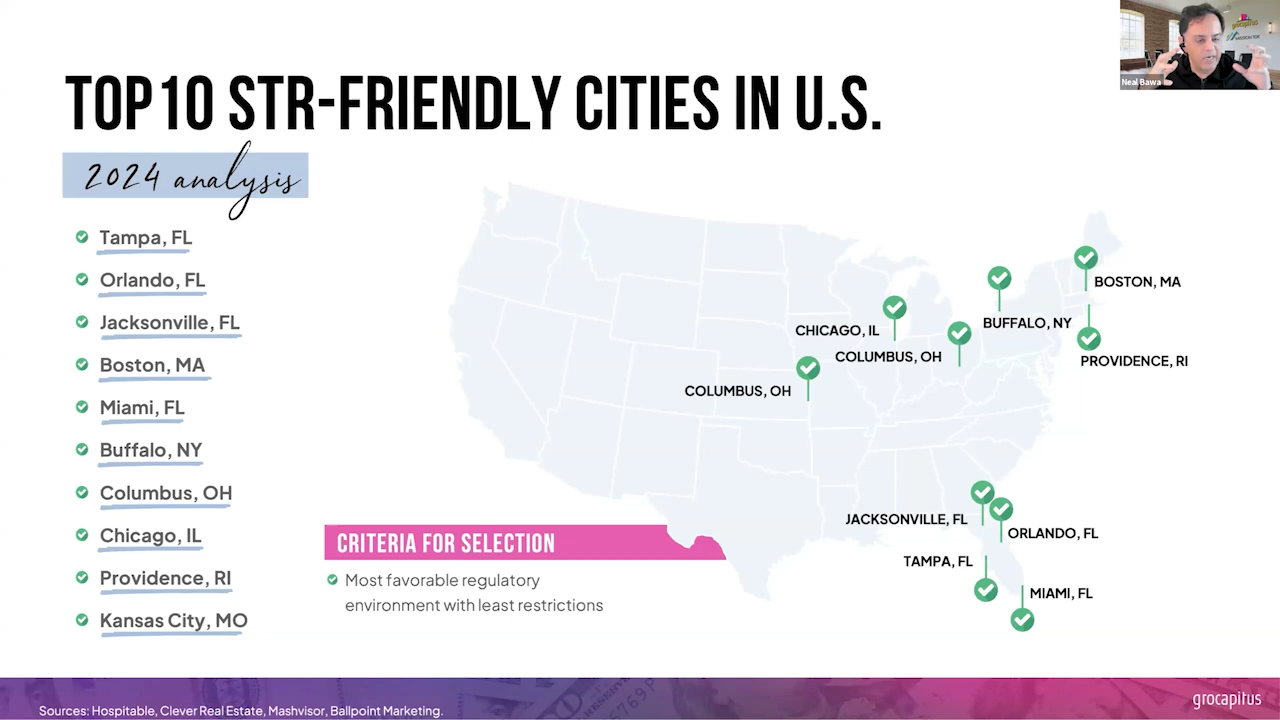 grocapitus
Neal Bawa
TOP10 STR-FRIENDLY CITIES IN U.S.
2024 analysis
Tampa, FL
Orlando, FL
Jacksonville, FL
Boston, MA
Miami, FL
Buffalo, NY
Columbus, OH
Chicago, IL
Providence, RI
Kansas City, MO
BOSTON, MA
BUFFALO, NY
CHICAGO, IL
COLUMBUS, OH
PROVIDENCE, RI
COLUMBUS, OH
JACKSONVILLE, FL
ORLANDO, FL
TAMPA, FL
MIAMI, FL
CRITERIA FOR SELECTION
Most favorable regulatory
environment with least restrictions
Sources: Hospitable, Clever Real Estate, Mashvisor, Ballpoint Marketing.
grocapitus